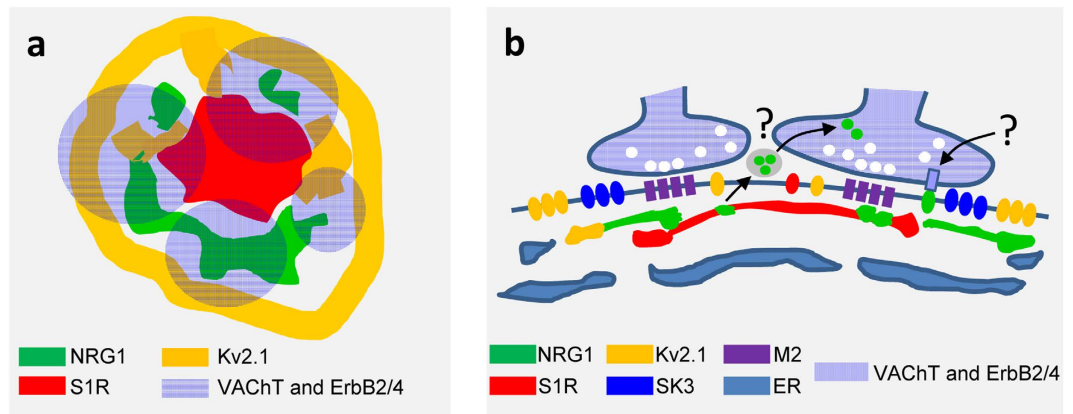 a
NRG1
Kv2.1
S1R
VAChT and ErbB2/4
b
?
?
NRG1
Kv2.1
M2
VAChT and ErbB2/4
S1R
SK3
ER